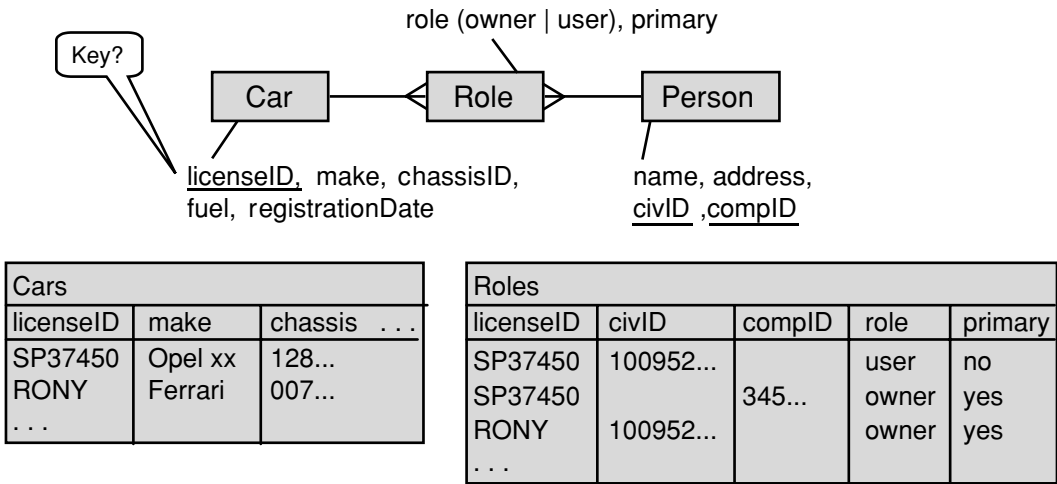 role (owner | user), primary
Key?
Car
Role
Person
licenseID, make, chassisID,
fuel, registrationDate
name, address,
civID ,compID
Cars
licenseID make chassis . . .
SP37450 Opel xx 128...
RONY Ferrari 007...
. . .
Roles
licenseID civID compID role primary
SP37450 100952... user no
SP37450 345... owner yes
RONY 100952... owner yes
. . .